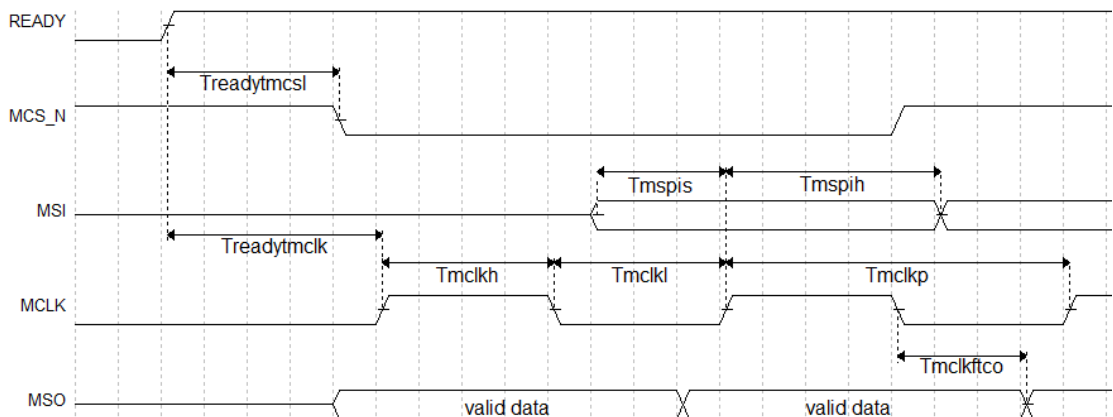 READY
Treadytmcsl
MCS_N
Tmspis
Tmspih
MSI
Treadytmclk
Tmclkh
Tmclkl
Tmclkp
MCLK
Tmclkftco
MSO
valid data
valid data